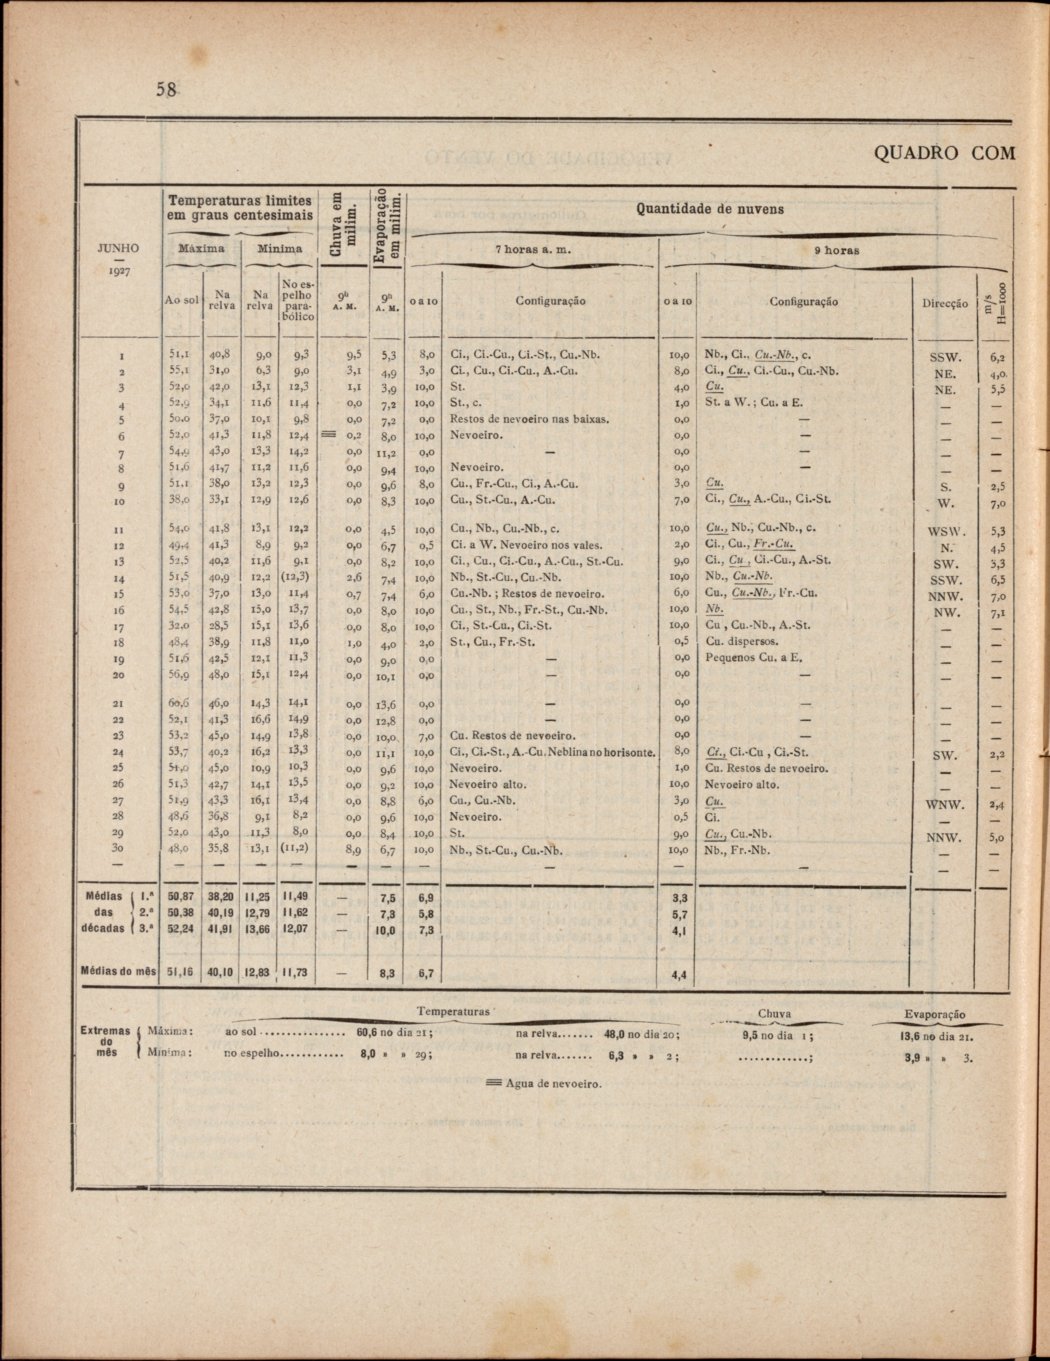 58
QUADRO COM
JUNHO
—
1927
Temperaturas limites
em graus centesimais
Chuva em
milim.
Evaporação
em milim.
Quantidade de nuvens
Máxima Mínima 7 horas a. m. 9 horas
Ao sol Na relva Na relva No espelho parabólico 9h A. M. 9h A. M. 0 a 10 Configuração 0 a 10 Configuração Direcção m/s H=1000
1 51,1 40,8 9,0 9,3 9,5 5,3 8,0 Ci., Ci.-Cu., Ci.-St., Cu.-Nb. 10,0 Nb., Ci., Cu.-Nb., c. SSW. 6,2
2 55,1 31,0 6,3 9,0 3,1 4,9 3,0 Ci., Cu., Ci.-Cu., A.-Cu. 8,0 Ci., Cu., Ci.-Cu., Cu.-Nb. NE. 4,0
3 52,0 42,0 13,1 12,3 1,1 3,9 10,0 St. 4,0 Cu. NE. 5,5
4 52,9 34,1 11,6 11,4 0,0 7,2 10,0 St., c. 1,0 St. a W. ; Cu. a E. — —
5 50,0 37,0 10,1 9,8 0,0 7,2 0,0 Restos de nevoeiro nas baixas. 0,0 — — —
6 52,0 41,3 11,8 12,4 ≡ 0,2 8,0 10,0 Nevoeiro. 0,0 — — —
7 54,9 43,0 13,3 14,2 0,0 11,2 0,0 — 0,0 — — —
8 51,6 41,7 11,2 11,6 0,0 9,4 10,0 Nevoeiro. 0,0 — — —
9 51,1 38,0 13,2 12,3 0,0 9,6 8,0 Cu., Fr.-Cu., Ci., A.-Cu. 3,0 Cu. S. 2,5
10 38,0 33,1 12,9 12,6 0,0 8,3 10,0 Cu., St.-Cu., A.-Cu. 7,0 Ci., Cu., A.-Cu., Ci.-St. W. 7,0
11 54,0 41,8 13,1 12,2 0,0 4,5 10,0 Cu., Nb., Cu.-Nb., c. 10,0 Cu., Nb., Cu.-Nb., c. WSW. 5,3
12 49,4 41,3 8,9 9,2 0,0 6,7 0,5 Ci. a W. Nevoeiro nos vales. 2,0 Ci., Cu., Fr.-Cu. N. 4,5
13 52,5 40,2 11,6 9,1 0,0 8,2 10,0 Ci., Cu., Ci.-Cu., A.-Cu., St.-Cu. 9,0 Ci., Cu., Ci.-Cu., A.-St. SW. 3,3
14 51,5 40,9 12,2 (12,3) 2,6 7,4 10,0 Nb., St.-Cu., Cu.-Nb. 10,0 Nb., Cu.-Nb. SSW. 6,5
15 53,0 37,0 13,0 11,4 0,7 7,4 6,0 Cu.-Nb. ; Restos de nevoeiro. 6,0 Cu., Cu.-Nb., Fr.-Cu. NNW. 7,0
16 54,5 42,8 15,0 13,7 0,0 8,0 10,0 Cu., St., Nb., Fr.-St., Cu.-Nb. 10,0 Nb. NW. 7,1
17 32,0 28,5 15,1 13,6 0,0 8,0 10,0 Ci., St.-Cu., Ci.-St. 10,0 Cu , Cu.-Nb., A.-St. — —
18 48,4 38,9 11,8 11,0 1,0 4,0 2,0 St., Cu., Fr.-St. 0,5 Cu. dispersos. — —
19 51,6 42,5 12,1 11,3 0,0 9,0 0,0 — 0,0 Pequenos Cu. a E. — —
20 56,9 48,0 15,1 12,4 0,0 10,1 0,0 — 0,0 — — —
21 60,6 46,0 14,3 14,1 0,0 13,6 0,0 — 0,0 — — —
22 52,1 41,3 16,6 14,9 0,0 12,8 0,0 — 0,0 — — —
23 53,2 45,0 14,9 13,8 0,0 10,0 7,0 Cu. Restos de nevoeiro. 0,0 — — —
24 53,7 40,2 16,2 13,3 0,0 11,1 10,0 Ci., Ci.-St., A.-Cu. Neblina no horisonte. 8,0 Ci., Ci.-Cu , Ci.-St. SW. 2,2
25 54,0 45,0 10,9 10,3 0,0 9,6 10,0 Nevoeiro. 1,0 Cu. Restos de nevoeiro. — —
26 51,3 42,7 14,1 13,5 0,0 9,2 10,0 Nevoeiro alto. 10,0 Nevoeiro alto. — —
27 51,9 43,3 16,1 13,4 0,0 8,8 6,0 Cu., Cu.-Nb. 3,0 Cu. WNW. 2,4
28 48,6 36,8 9,1 8,2 0,0 9,6 10,0 Nevoeiro. 0,5 Ci. — —
29 52,0 43,0 11,3 8,0 0,0 8,4 10,0 St. 9,0 Cu., Cu.-Nb. NNW. 5,0
30 48,0 35,8 13,1 (11,2) 8,9 6,7 10,0 Nb., St.-Cu., Cu.-Nb. 10,0 Nb., Fr.-Nb. — —
— — — — — — — — — — — — —
Médias das décadas
1.ª 50,87 38,20 11,25 11,49 — 7,5 6,9 3,3
2.ª 50,38 40,19 12,79 11,62 — 7,3 5,8 5,7
3.ª 52,24 41,91 13,66 12,07 — 10,0 7,3 4,1
Médias do mês 51,16 40,10 12,83 11,73 — 8,3 6,7 4,4
Temperaturas Chuva Evaporação
Extremas do mês
Máxima: ao sol ................ 60,6 no dia 21 ; na relva....... 48,0 no dia 20 ; 9,5 no dia 1 ; 13,6 no dia 21.
Mínima: no espelho............ 8,0 » » 29 ; na relva....... 6,3 » » 2 ; .............; 3,9 » » 3.
≡ Agua de nevoeiro.